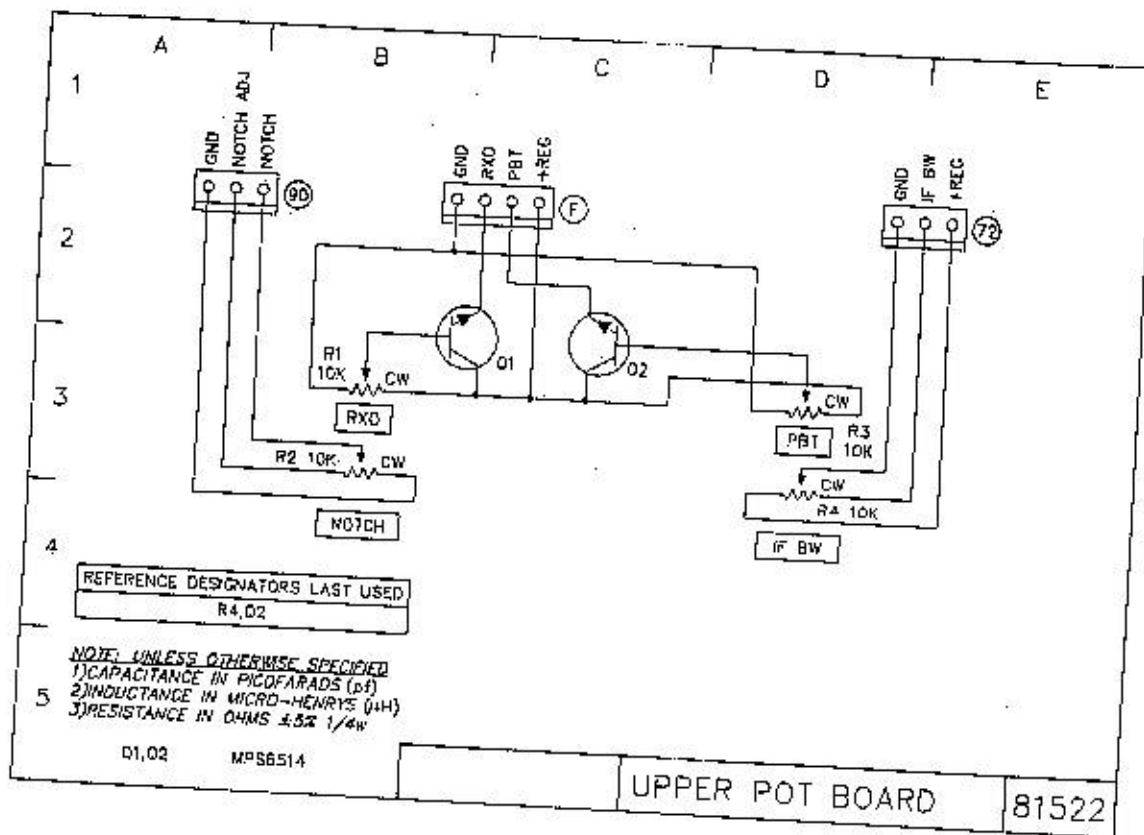 A B C D E
1
GND
NOTCH ADJ
NOTCH
90
GND
RXO
PBT
+REG
F
GND
IF BW
+REG
72
2
Q1
Q2
R1
10K
CW
RXO
3
CW
PBT
R3
10K
R2 10K
CW
NOTCH
CW
R4 10K
IF BW
4
REFERENCE DESIGNATORS LAST USED
R4,Q2
NOTE: UNLESS OTHERWISE SPECIFIED
1)CAPACITANCE IN PICOFARADS (pf)
2)INDUCTANCE IN MICRO-HENRYS (µH)
3)RESISTANCE IN OHMS ±5% 1/4w
5
Q1,Q2 MPS6514
UPPER POT BOARD
81522